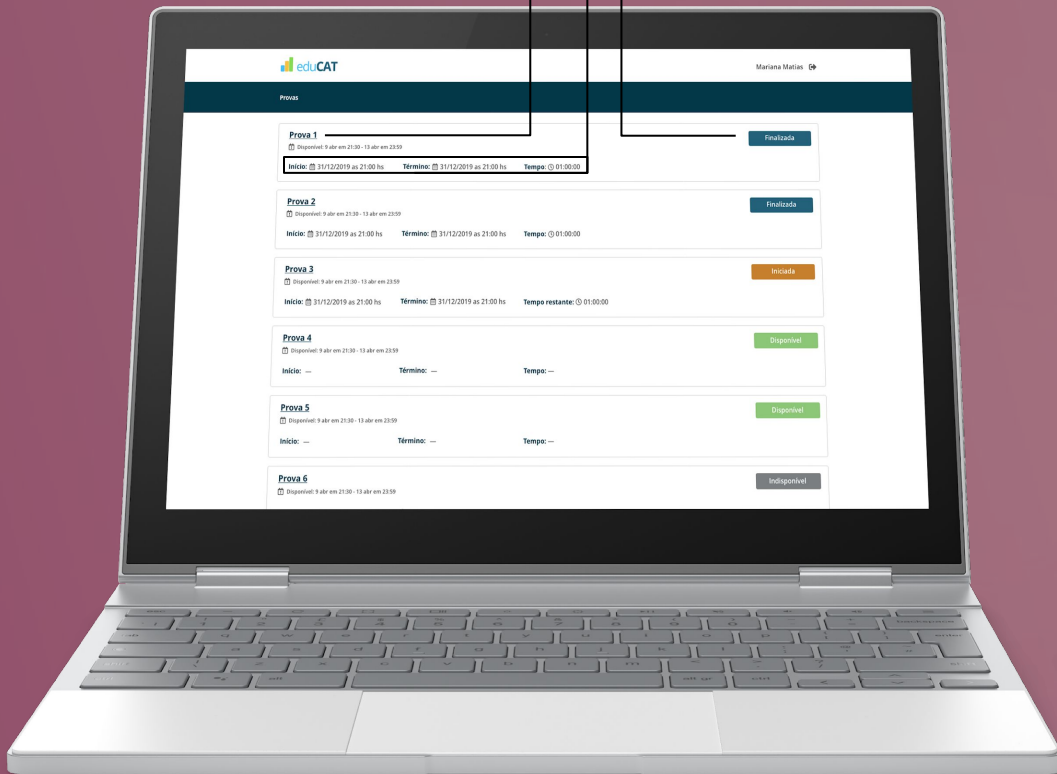 eduCAT
Mariana Matias
Provas
Prova 1
Finalizada
Disponível: 9 abr em 21:30 - 13 abr em 23:59
Início: 31/12/2019 as 21:00 hs Término: 31/12/2019 as 21:00 hs Tempo: 01:00:00
Prova 2
Finalizada
Disponível: 9 abr em 21:30 - 13 abr em 23:59
Início: 31/12/2019 as 21:00 hs Término: 31/12/2019 as 21:00 hs Tempo: 01:00:00
Prova 3
Iniciada
Disponível: 9 abr em 21:30 - 13 abr em 23:59
Início: 31/12/2019 as 21:00 hs Término: 31/12/2019 as 21:00 hs Tempo restante: 01:00:00
Prova 4
Disponível
Disponível: 9 abr em 21:30 - 13 abr em 23:59
Início: — Término: — Tempo: —
Prova 5
Disponível
Disponível: 9 abr em 21:30 - 13 abr em 23:59
Início: — Término: — Tempo: —
Prova 6
Indisponível
Disponível: 9 abr em 21:30 - 13 abr em 23:59